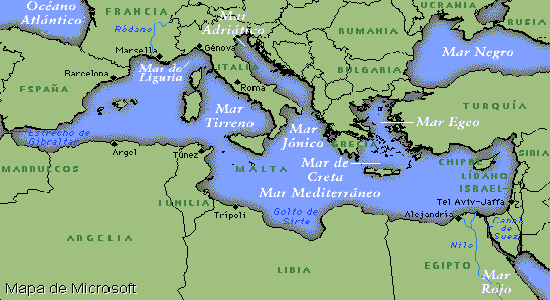 Océano
Atlántico
FRANCIA
Ródano
Mar
Adriático
UCRANIA
RUSIA
RUMANIA
Marsella
Génova
Mar Negro
Mar de
Liguria
ITALIA
BULGARIA
Barcelona
Roma
ESPAÑA
Mar
Tirreno
TURQUÍA
Mar Egeo
Mar
Jónico
GRECIA
Estrecho de
Gibraltar
Argel
Túnez
MARRUECOS
MALTA
Mar de
Creta
CHIPRE
SIRIA
LÍBANO
ISRAEL
Mar Mediterráneo
TUNICIA
Trípoli
Golfo de
Sirte
Tel Aviv-Jaffa
Alejandría
Canal
de Suez
ARGELIA
Nilo
LIBIA
EGIPTO
Mar
Rojo
Mapa de Microsoft